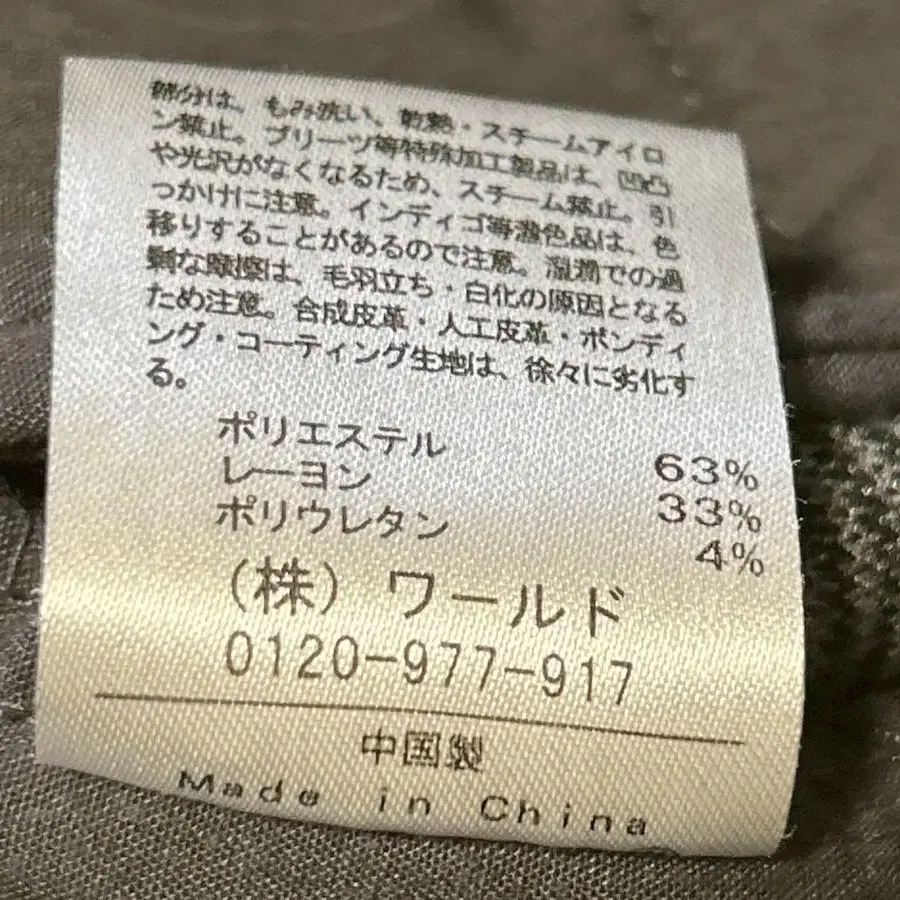 部分は、もみ洗い、乾熱・スチームアイロ
ン禁止。プリーツ等特殊加工製品は、凹凸
や光沢がなくなるため、スチーム禁止。引
っかけに注意。インディゴ等濃色品は、色
移りすることがあるので注意。湿潤での過
剰な摩擦は、毛羽立ち・白化の原因となる
ため注意。合成皮革・人工皮革・ボンディ
ング・コーティング生地は、徐々に劣化す
る。
ポリエステル 63%
レーヨン 33%
ポリウレタン 4%
(株) ワールド
0120-977-917
中国製
Made in China